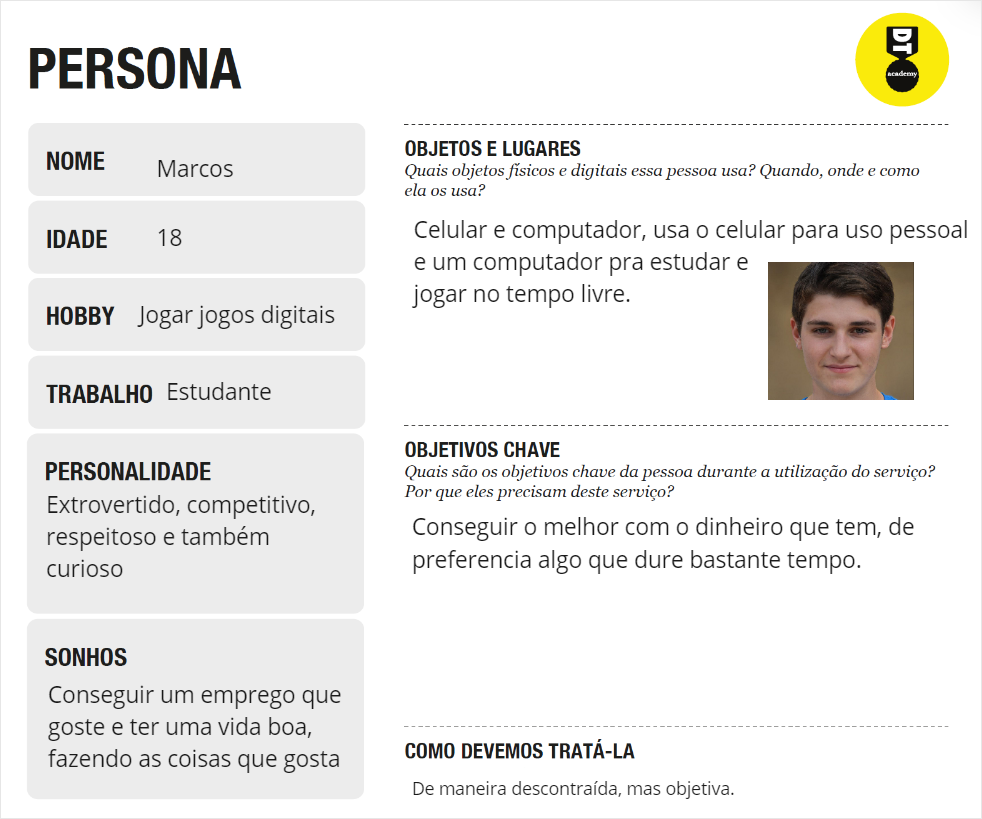 PERSONA
DT
academy
NOME Marcos
IDADE 18
HOBBY Jogar jogos digitais
TRABALHO Estudante
PERSONALIDADE
Extrovertido, competitivo,
respeitoso e também
curioso
SONHOS
Conseguir um emprego que
goste e ter uma vida boa,
fazendo as coisas que gosta
OBJETOS E LUGARES
Quais objetos físicos e digitais essa pessoa usa? Quando, onde e como
ela os usa?
Celular e computador, usa o celular para uso pessoal
e um computador pra estudar e
jogar no tempo livre.
OBJETIVOS CHAVE
Quais são os objetivos chave da pessoa durante a utilização do serviço?
Por que eles precisam deste serviço?
Conseguir o melhor com o dinheiro que tem, de
preferencia algo que dure bastante tempo.
COMO DEVEMOS TRATÁ-LA
De maneira descontraída, mas objetiva.